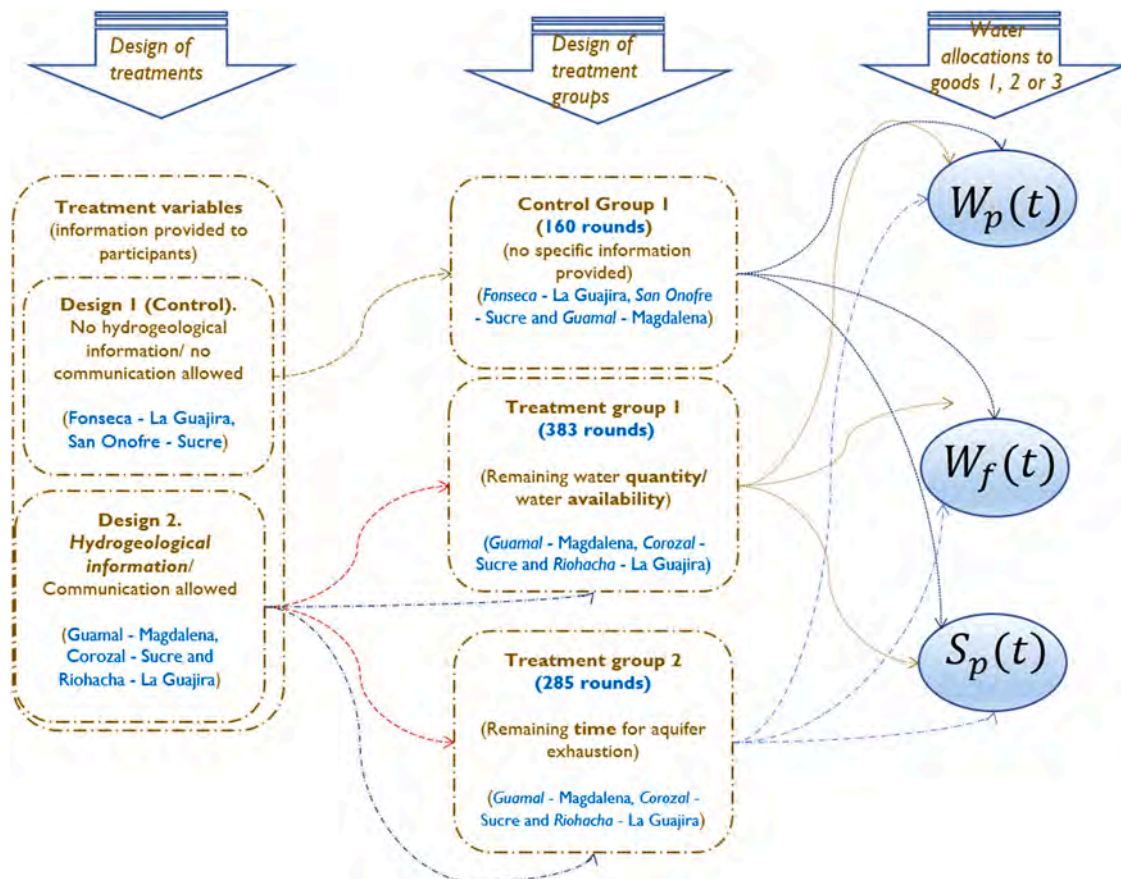 Design of
treatments
Design of
treatment
groups
Water
allocations to
goods 1, 2 or 3
Treatment variables
(information provided to
participants)
Design 1 (Control).
No hydrogeological
information/ no
communication allowed
(Fonseca - La Guajira,
San Onofre - Sucre)
Design 2.
Hydrogeological
information/
Communication allowed
(Guamal - Magdalena,
Corozal - Sucre and
Riohacha - La Guajira)
Control Group 1
(160 rounds)
(no specific information
provided)
(Fonseca - La Guajira, San Onofre
- Sucre and Guamal - Magdalena)
Treatment group 1
(383 rounds)
(Remaining water quantity/
water availability)
(Guamal - Magdalena, Corozal -
Sucre and Riohacha - La Guajira)
Treatment group 2
(285 rounds)
(Remaining time for aquifer
exhaustion)
(Guamal - Magdalena, Corozal -
Sucre and Riohacha - La Guajira)
W_p(t)
W_f(t)
S_p(t)